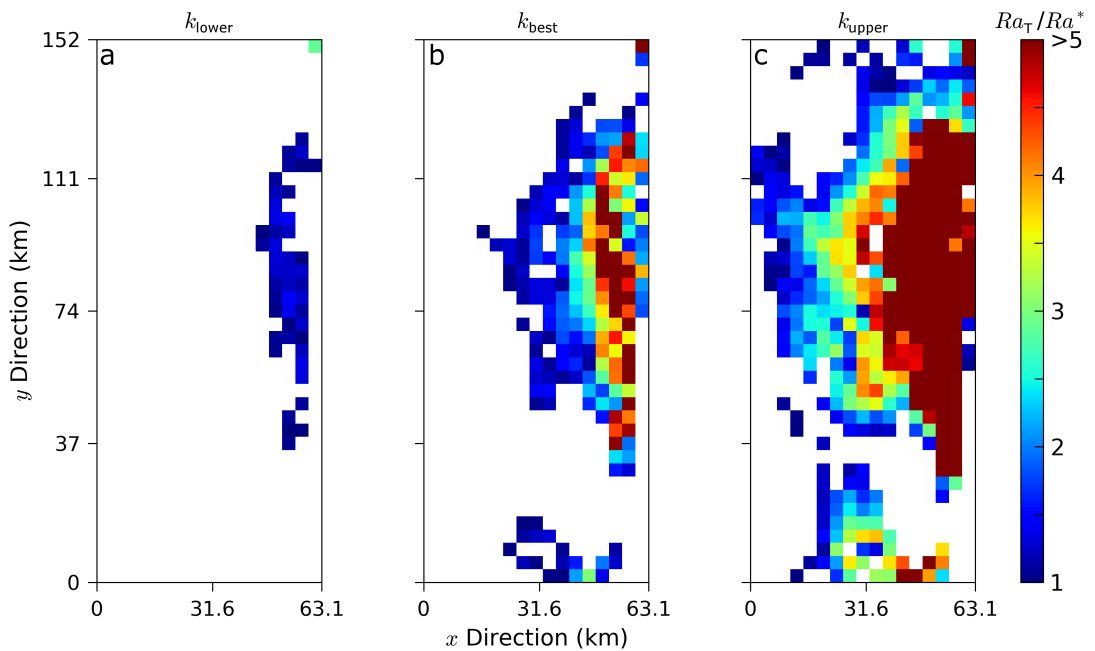 k_lower k_best k_upper Ra_T/Ra*
a b c
152 >5
111 4
y Direction (km)
74 3
37 2
0 1
0 31.6 63.1 0 31.6 63.1 0 31.6 63.1
x Direction (km)